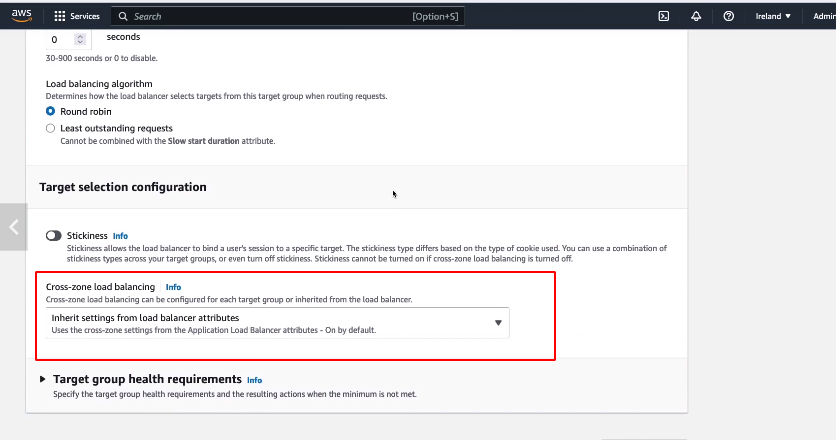 aws
Services
Search
[Option+S]
Ireland
Admin
0
seconds
30-900 seconds or 0 to disable.
Load balancing algorithm
Determines how the load balancer selects targets from this target group when routing requests.
Round robin
Least outstanding requests
Cannot be combined with the Slow start duration attribute.
Target selection configuration
Stickiness Info
Stickiness allows the load balancer to bind a user's session to a specific target. The stickiness type differs based on the type of cookie used. You can use a combination of
stickiness types across your target groups, or even turn off stickiness. Stickiness cannot be turned on if cross-zone load balancing is turned off.
Cross-zone load balancing Info
Cross-zone load balancing can be configured for each target group or inherited from the load balancer.
Inherit settings from load balancer attributes
Uses the cross-zone settings from the Application Load Balancer attributes - On by default.
Target group health requirements Info
Specify the target group health requirements and the resulting actions when the minimum is not met.